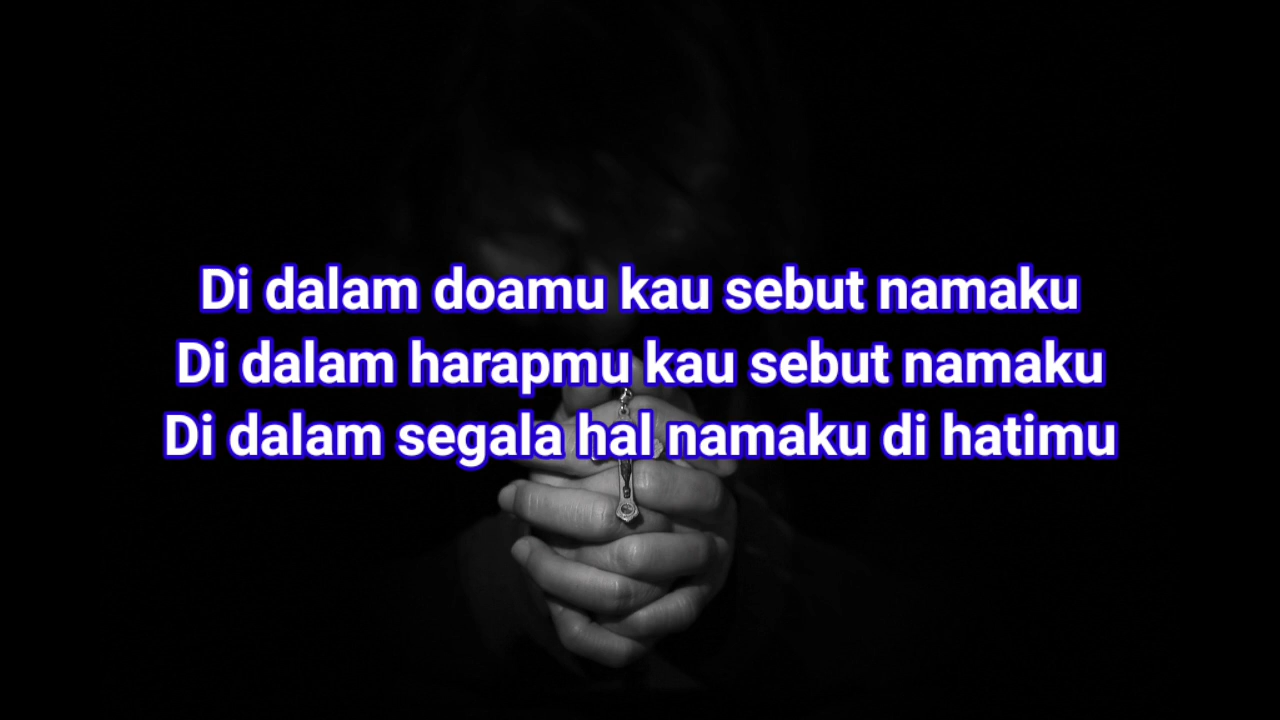 Di dalam doamu kau sebut namaku
Di dalam harapmu kau sebut namaku
Di dalam segala hal namaku di hatimu